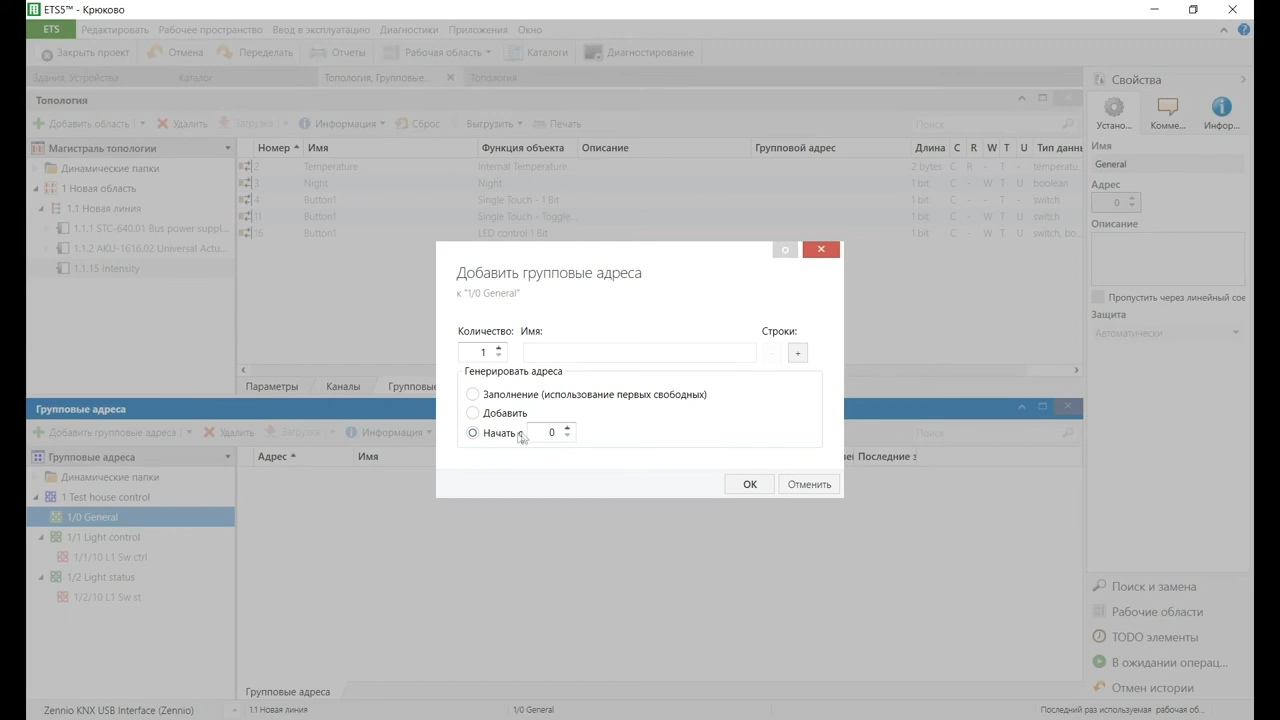 ETS5™ - Крюково
ETS Редактировать Рабочее пространство Ввод в эксплуатацию Диагностики Приложения Окно
Закрыть проект Отмена Переделать Отчеты Рабочая область Каталоги Диагностирование
Здания, Устройства Каталог Топология, Групповые... Топология
Свойства
Топология
Добавить область Удалить Загрузка Информация Сброс Выгрузить Печать Поиск
Устано... Комме... Инфор...
Магистраль топологии
Номер Имя Функция объекта Описание Групповой адрес Длина C R W T U Тип данн
Динамические папки
1 Новая область
1.1 Новая линия
1.1.1 STC-640.01 Bus power suppl...
1.1.2 AKU-1616.02 Universal Actu...
1.1.15 Intensity
2 Temperature Internal Temperature 2 bytes C R - T - temperatu
3 Night Night 1 bit C - W T U boolean
4 Button1 Single Touch - 1 Bit 1 bit C - - T - switch
11 Button1 Single Touch - Toggle... 1 bit C - W T U switch
16 Button1 LED control 1 Bit 1 bit C - W T U switch, bo...
Имя
General
Адрес
0
Описание
Пропустить через линейный сое
Защита
Автоматически
Параметры Каналы Групповые
Добавить групповые адреса
к "1/0 General"
Количество: Имя: Строки:
1 - +
Генерировать адреса
Заполнение (использование первых свободных)
Добавить
Начать с 0
OK Отменить
Групповые адреса
Добавить групповые адреса Удалить Загрузка Информация Поиск
Групповые адреса
Адрес Имя Последние
Динамические папки
1 Test house control
1/0 General
1/1 Light control
1/1/10 L1 Sw ctrl
1/2 Light status
1/2/10 L1 Sw st
Поиск и замена
Рабочие области
TODO элементы
В ожидании операц...
Отмен истории
Групповые адреса
Zennio KNX USB Interface (Zennio) 1.1 Новая линия 1/0 General Последний раз используемая рабочая об...